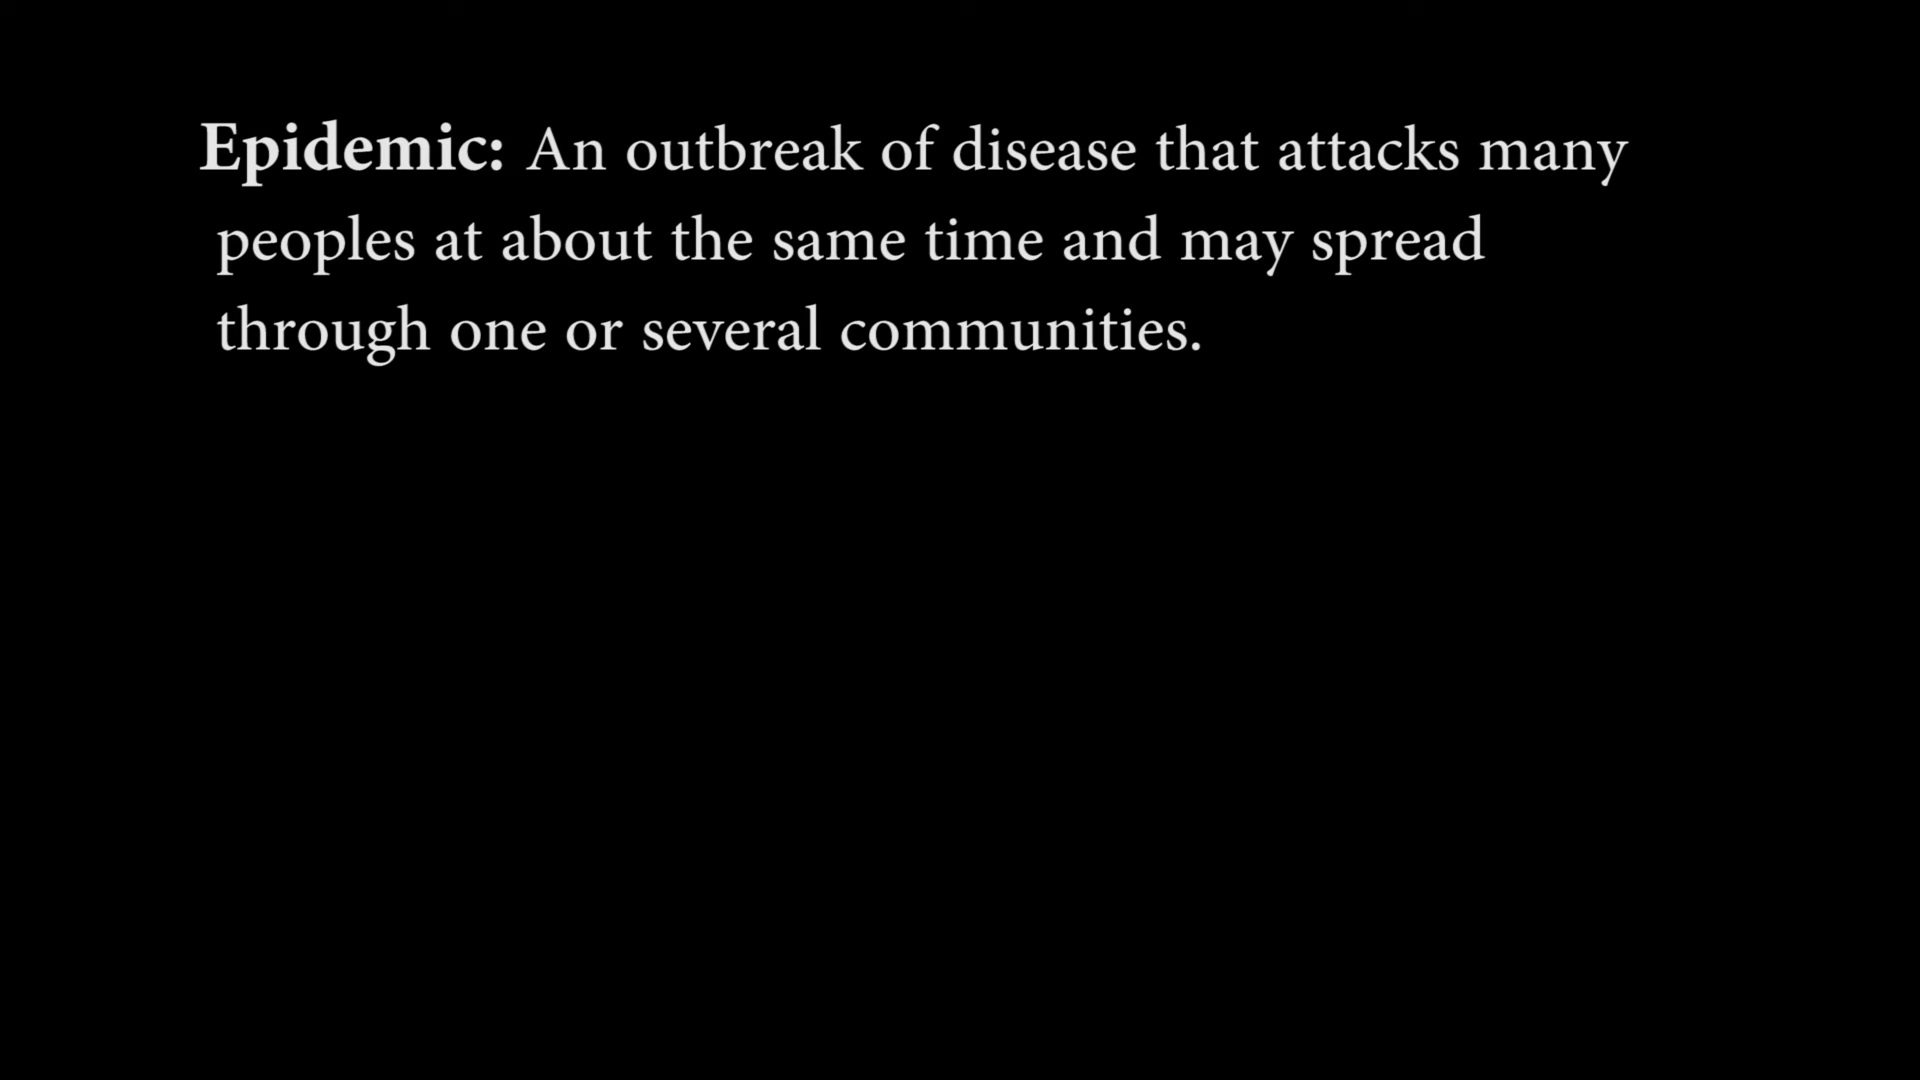 Epidemic: An outbreak of disease that attacks many
peoples at about the same time and may spread
through one or several communities.